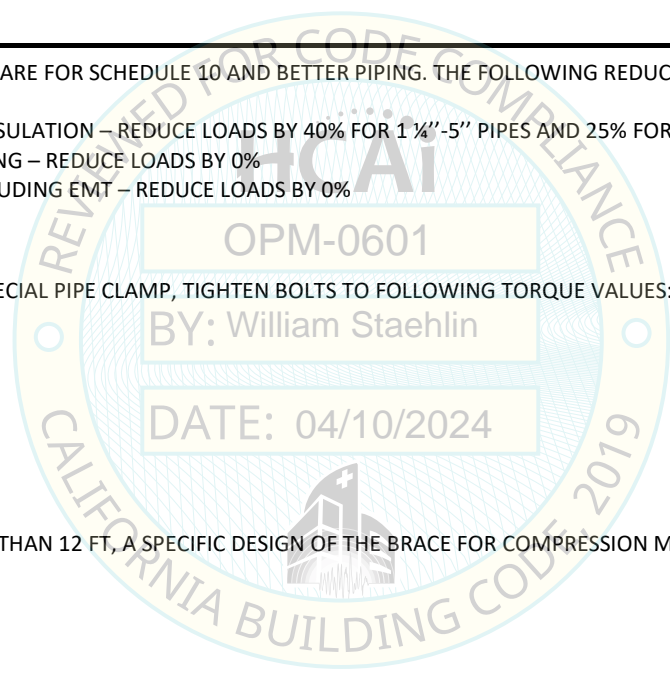 ARE FOR SCHEDULE 10 AND BETTER PIPING. THE FOLLOWING REDUC
SULATION – REDUCE LOADS BY 40% FOR 1 ¼’’-5’’ PIPES AND 25% FOR
NG – REDUCE LOADS BY 0%
UDING EMT – REDUCE LOADS BY 0%
ECIAL PIPE CLAMP, TIGHTEN BOLTS TO FOLLOWING TORQUE VALUES:
THAN 12 FT, A SPECIFIC DESIGN OF THE BRACE FOR COMPRESSION M
REVIEWED FOR CODE COMPLIANCE
HCAi
OPM-0601
BY: William Staehlin
DATE: 04/10/2024
CALIFORNIA BUILDING CODE, 2019